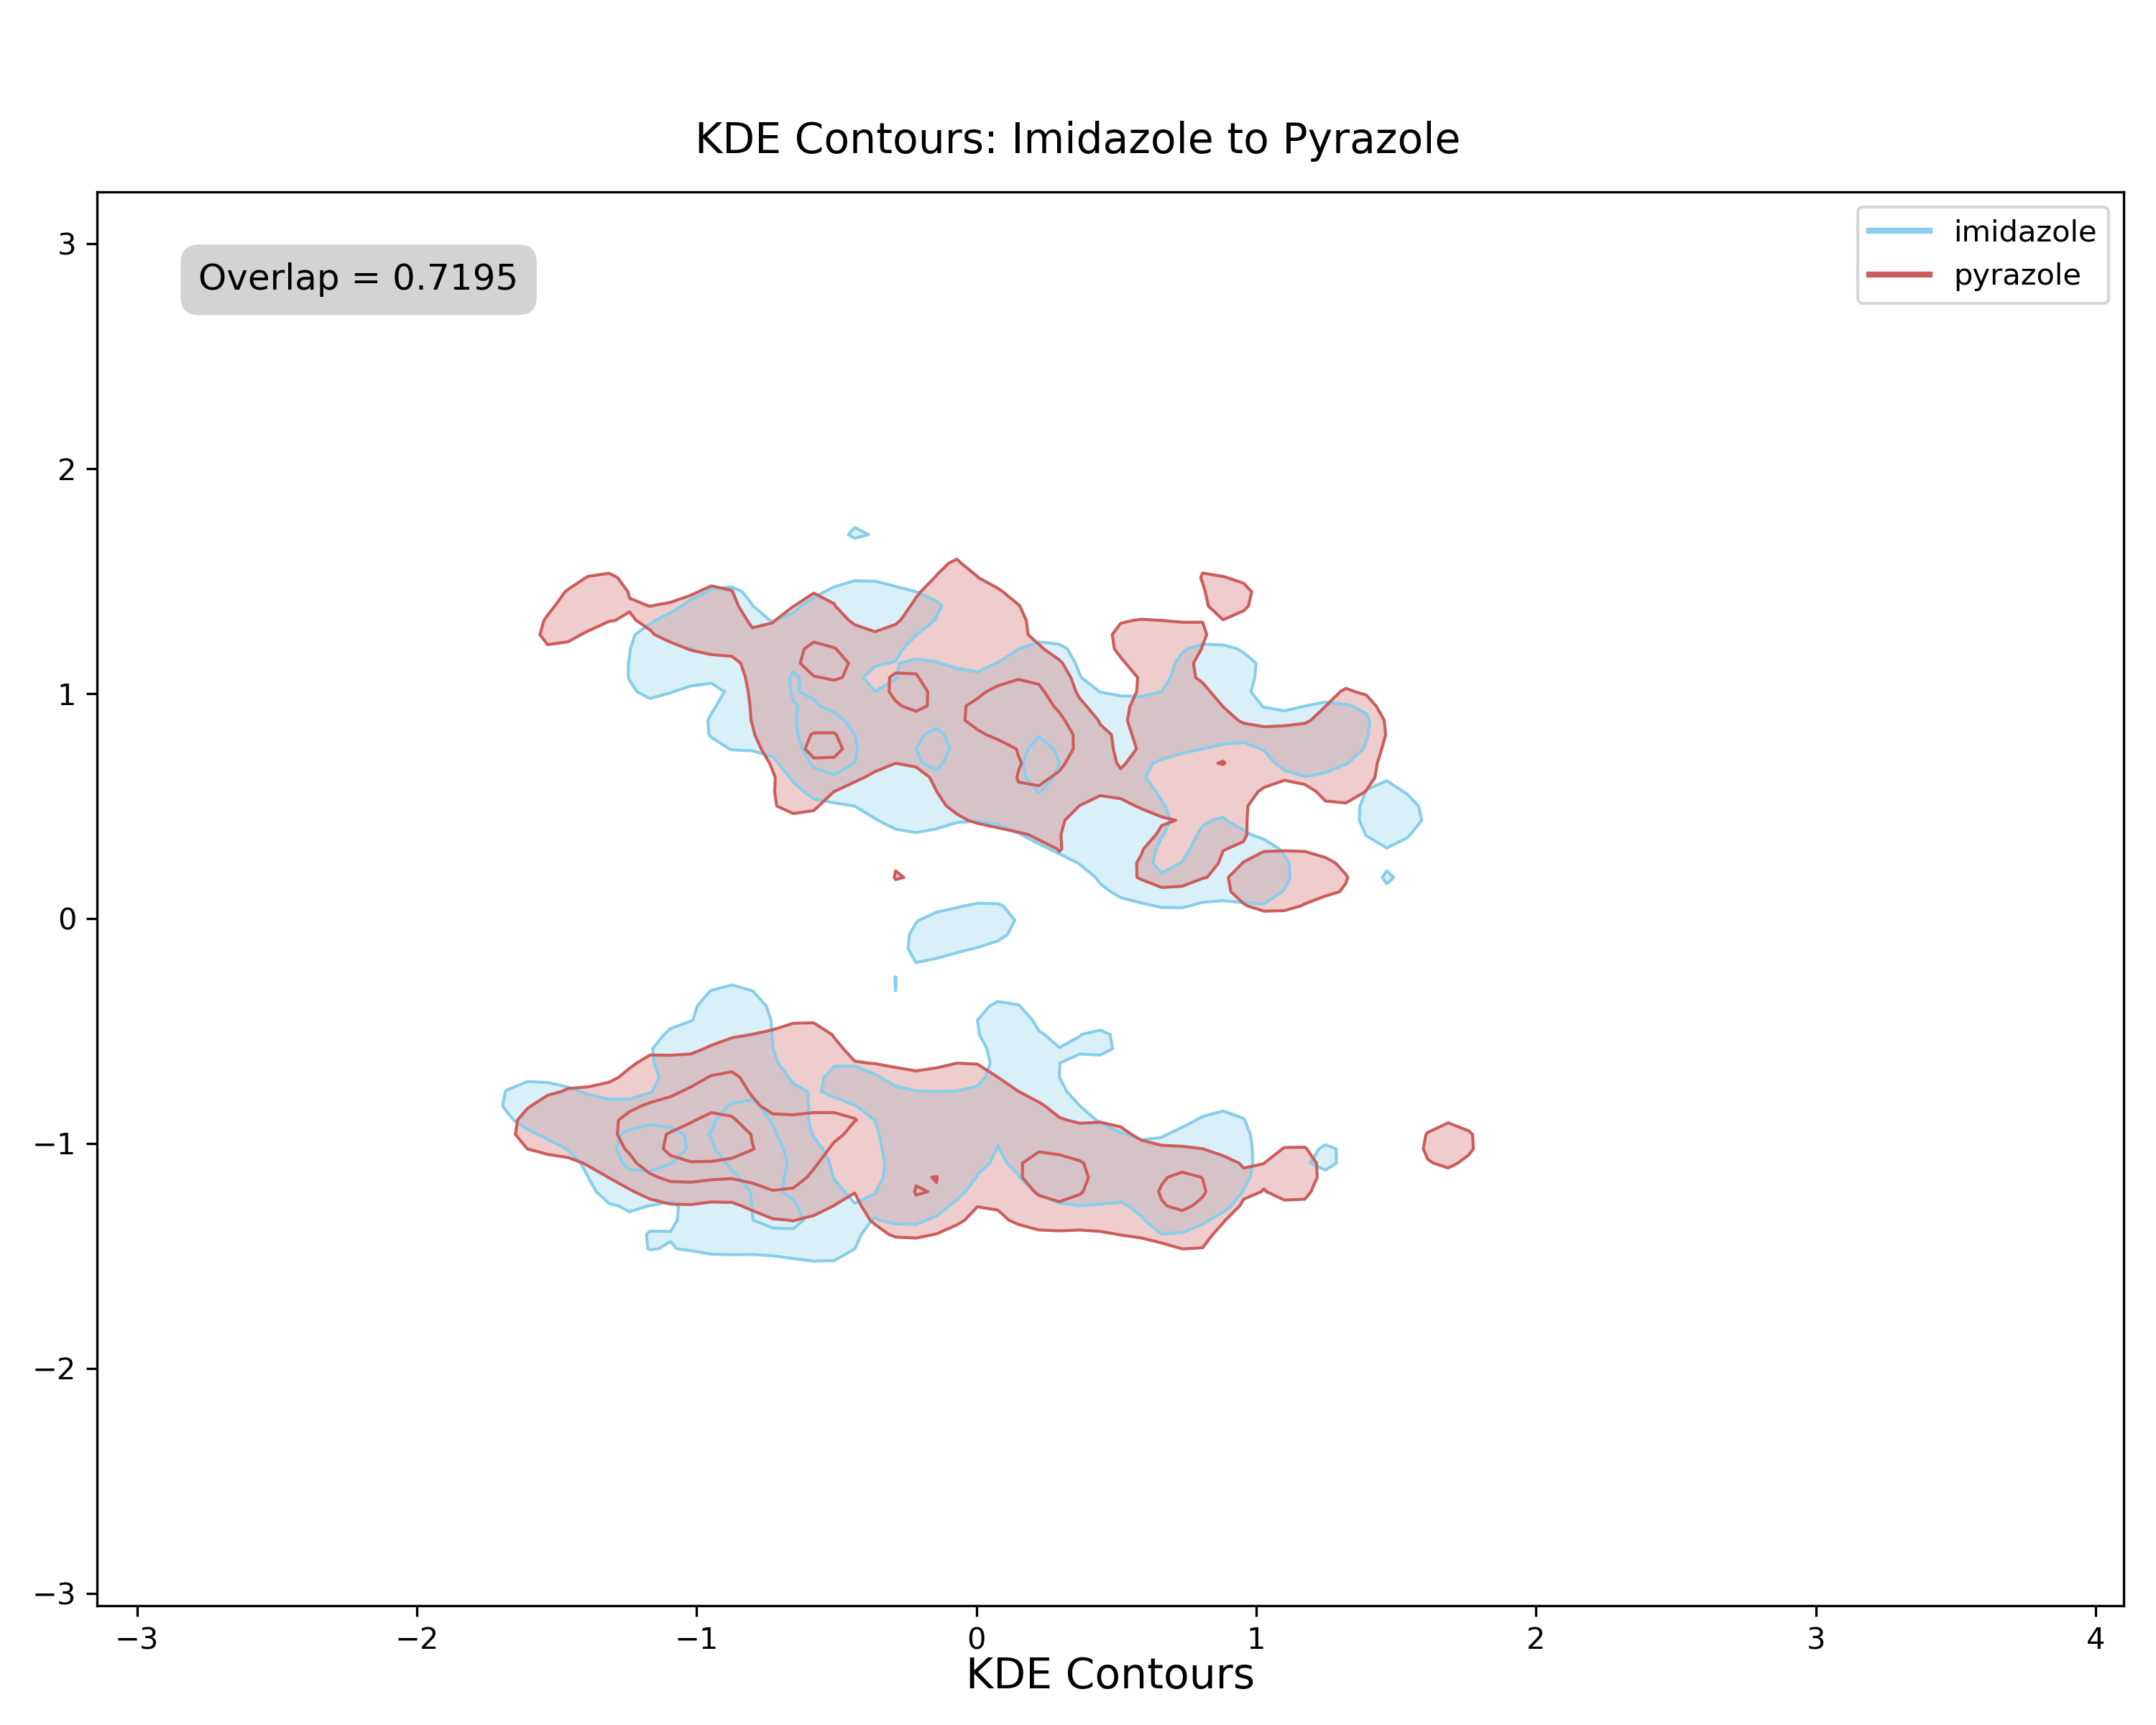 KDE Contours: Imidazole to Pyrazole
Overlap = 0.7195
imidazole
pyrazole
3
2
1
0
−1
−2
−3
−3 −2 −1 0 1 2 3 4
KDE Contours